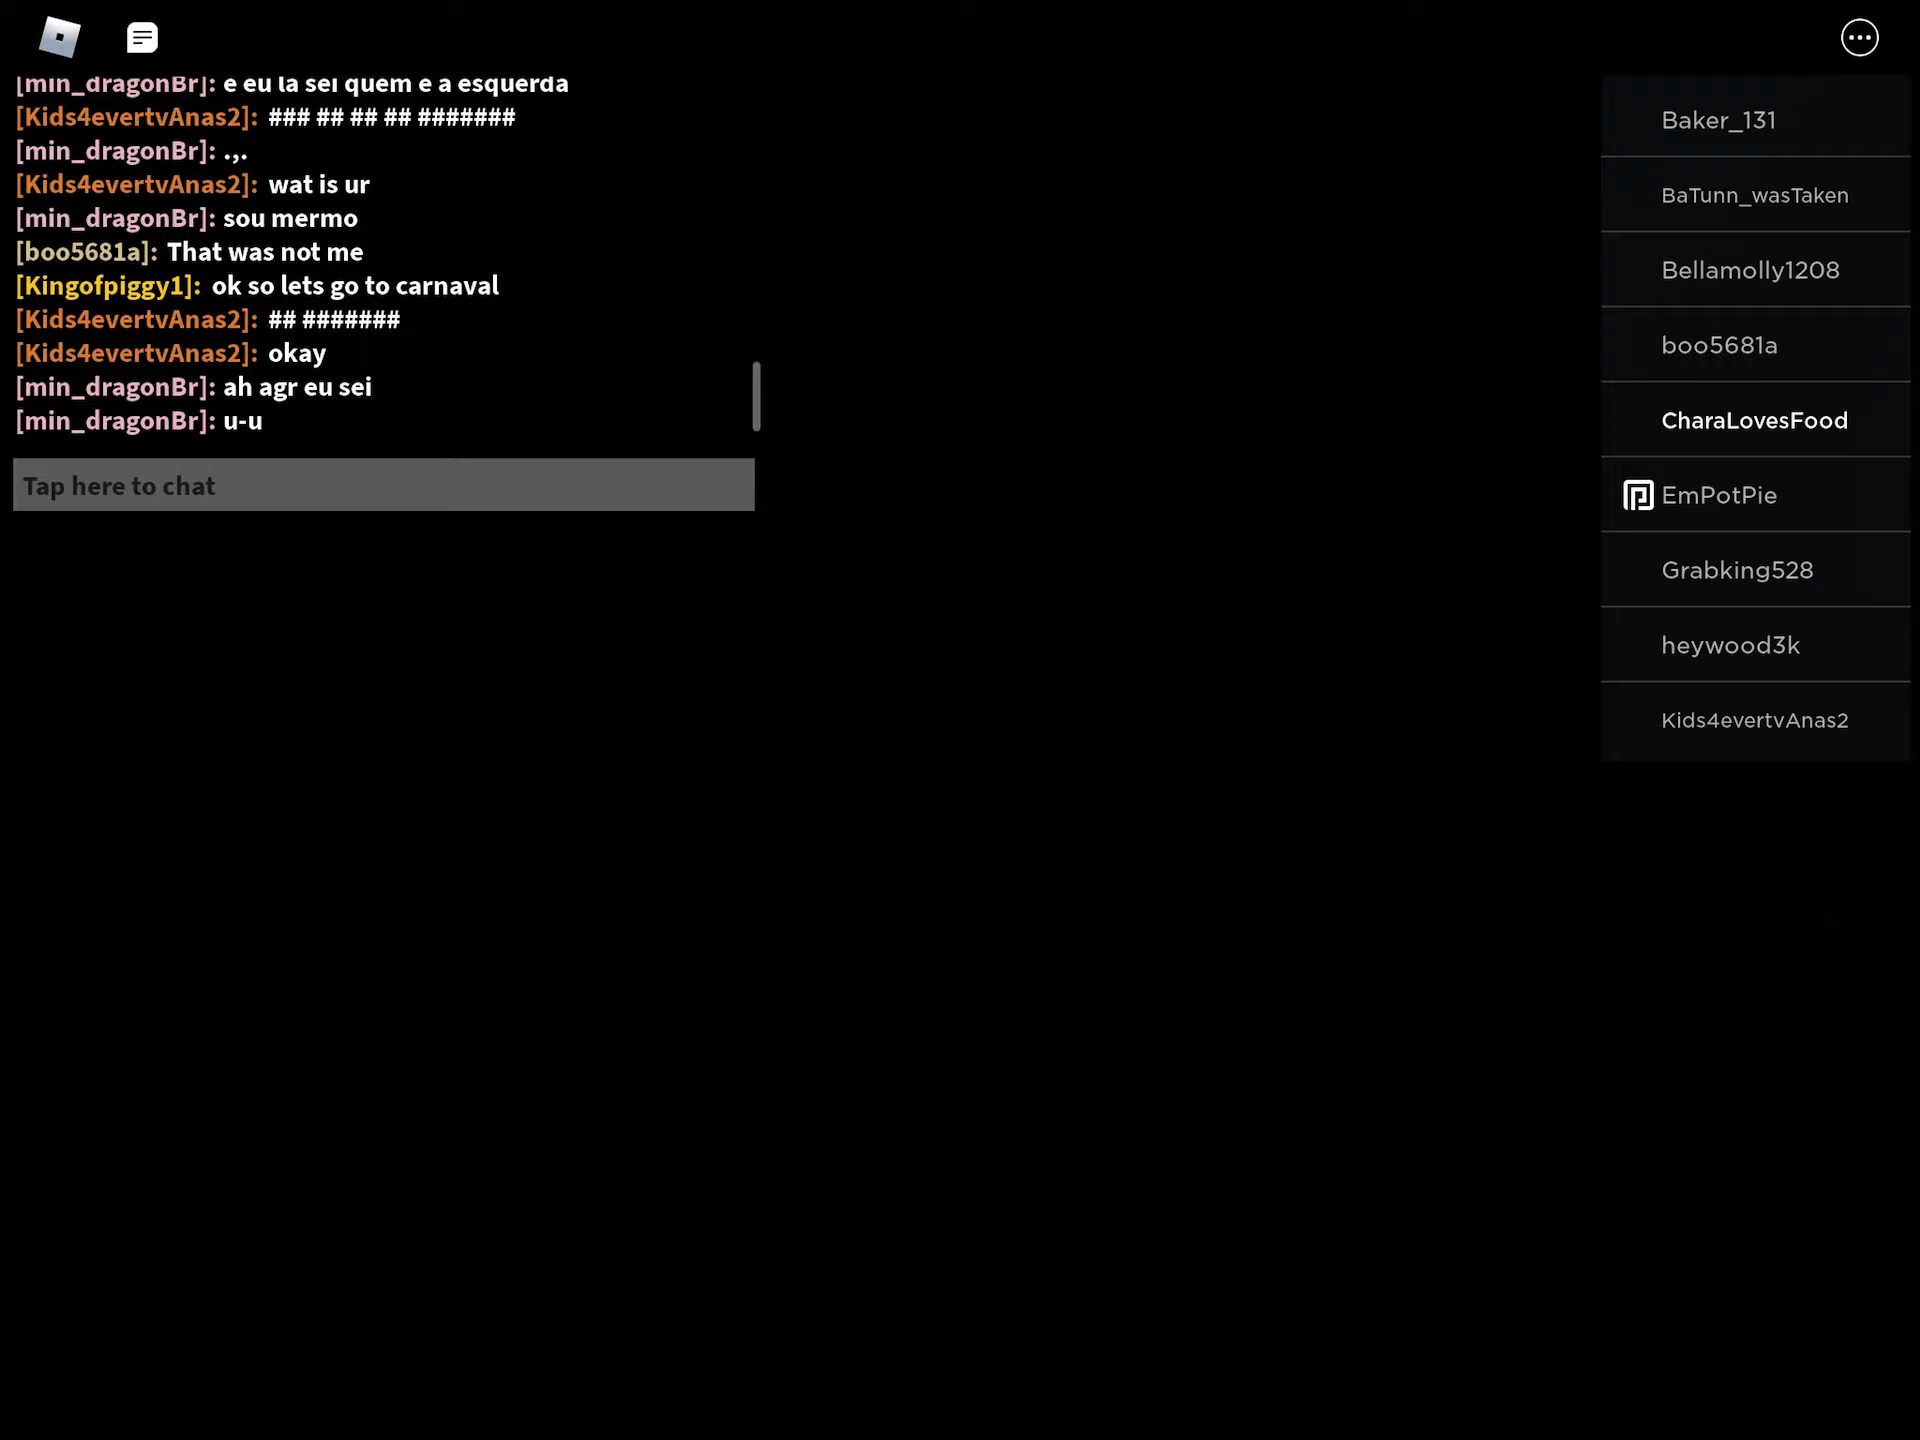 [min_dragonBr]: e eu la sei quem e a esquerda
[Kids4evertvAnas2]: ### ## ## ## #######
[min_dragonBr]: .,.
[Kids4evertvAnas2]: wat is ur
[min_dragonBr]: sou mermo
[boo5681a]: That was not me
[Kingofpiggy1]: ok so lets go to carnaval
[Kids4evertvAnas2]: ## #######
[Kids4evertvAnas2]: okay
[min_dragonBr]: ah agr eu sei
[min_dragonBr]: u-u
Tap here to chat
Baker_131
BaTunn_wasTaken
Bellamolly1208
boo5681a
CharaLovesFood
EmPotPie
Grabking528
heywood3k
Kids4evertvAnas2